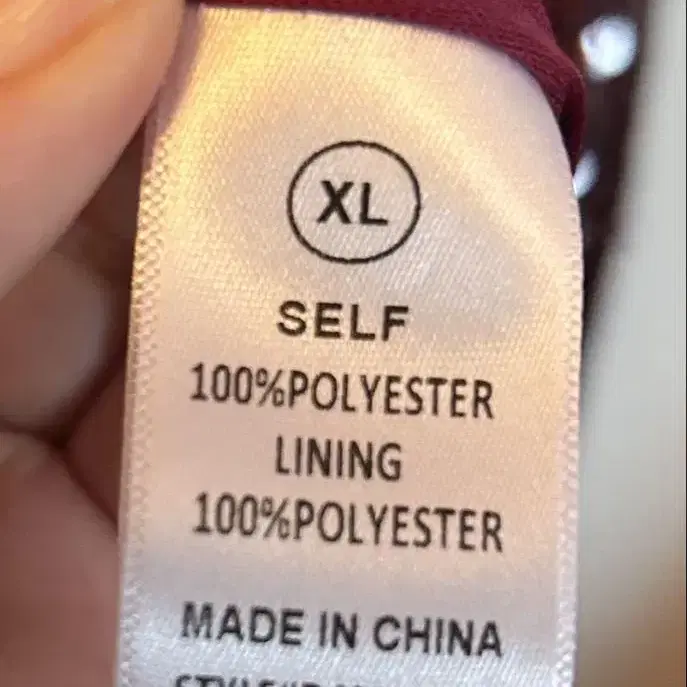 XL
SELF
100%POLYESTER
LINING
100%POLYESTER
MADE IN CHINA